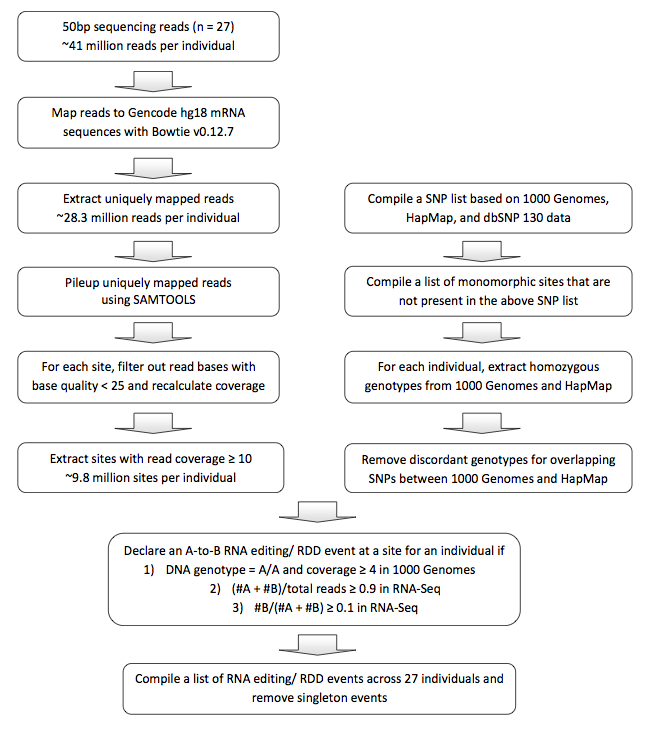 50bp sequencing reads (n = 27)
~41 million reads per individual
Map reads to Gencode hg18 mRNA
sequences with Bowtie v0.12.7
Extract uniquely mapped reads
~28.3 million reads per individual
Pileup uniquely mapped reads
using SAMTOOLS
For each site, filter out read bases with
base quality < 25 and recalculate coverage
Extract sites with read coverage ≥ 10
~9.8 million sites per individual
Compile a SNP list based on 1000 Genomes,
HapMap, and dbSNP 130 data
Compile a list of monomorphic sites that are
not present in the above SNP list
For each individual, extract homozygous
genotypes from 1000 Genomes and HapMap
Remove discordant genotypes for overlapping
SNPs between 1000 Genomes and HapMap
Declare an A-to-B RNA editing/ RDD event at a site for an individual if
1) DNA genotype = A/A and coverage ≥ 4 in 1000 Genomes
2) (#A + #B)/total reads ≥ 0.9 in RNA-Seq
3) #B/(#A + #B) ≥ 0.1 in RNA-Seq
Compile a list of RNA editing/ RDD events across 27 individuals and
remove singleton events